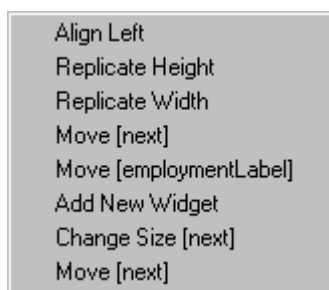 Align Left
Replicate Height
Replicate Width
Move [next]
Move [employmentLabel]
Add New Widget
Change Size [next]
Move [next]